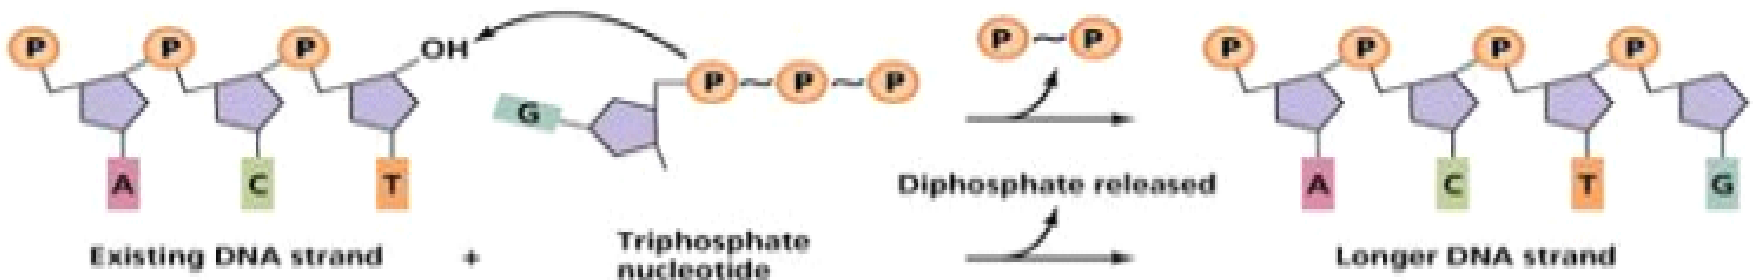 P P P OH
P ~ P ~ P
P ~ P
P P P P
G
A C T
Diphosphate released
A C T G
Existing DNA strand + Triphosphate
nucleotide
Longer DNA strand